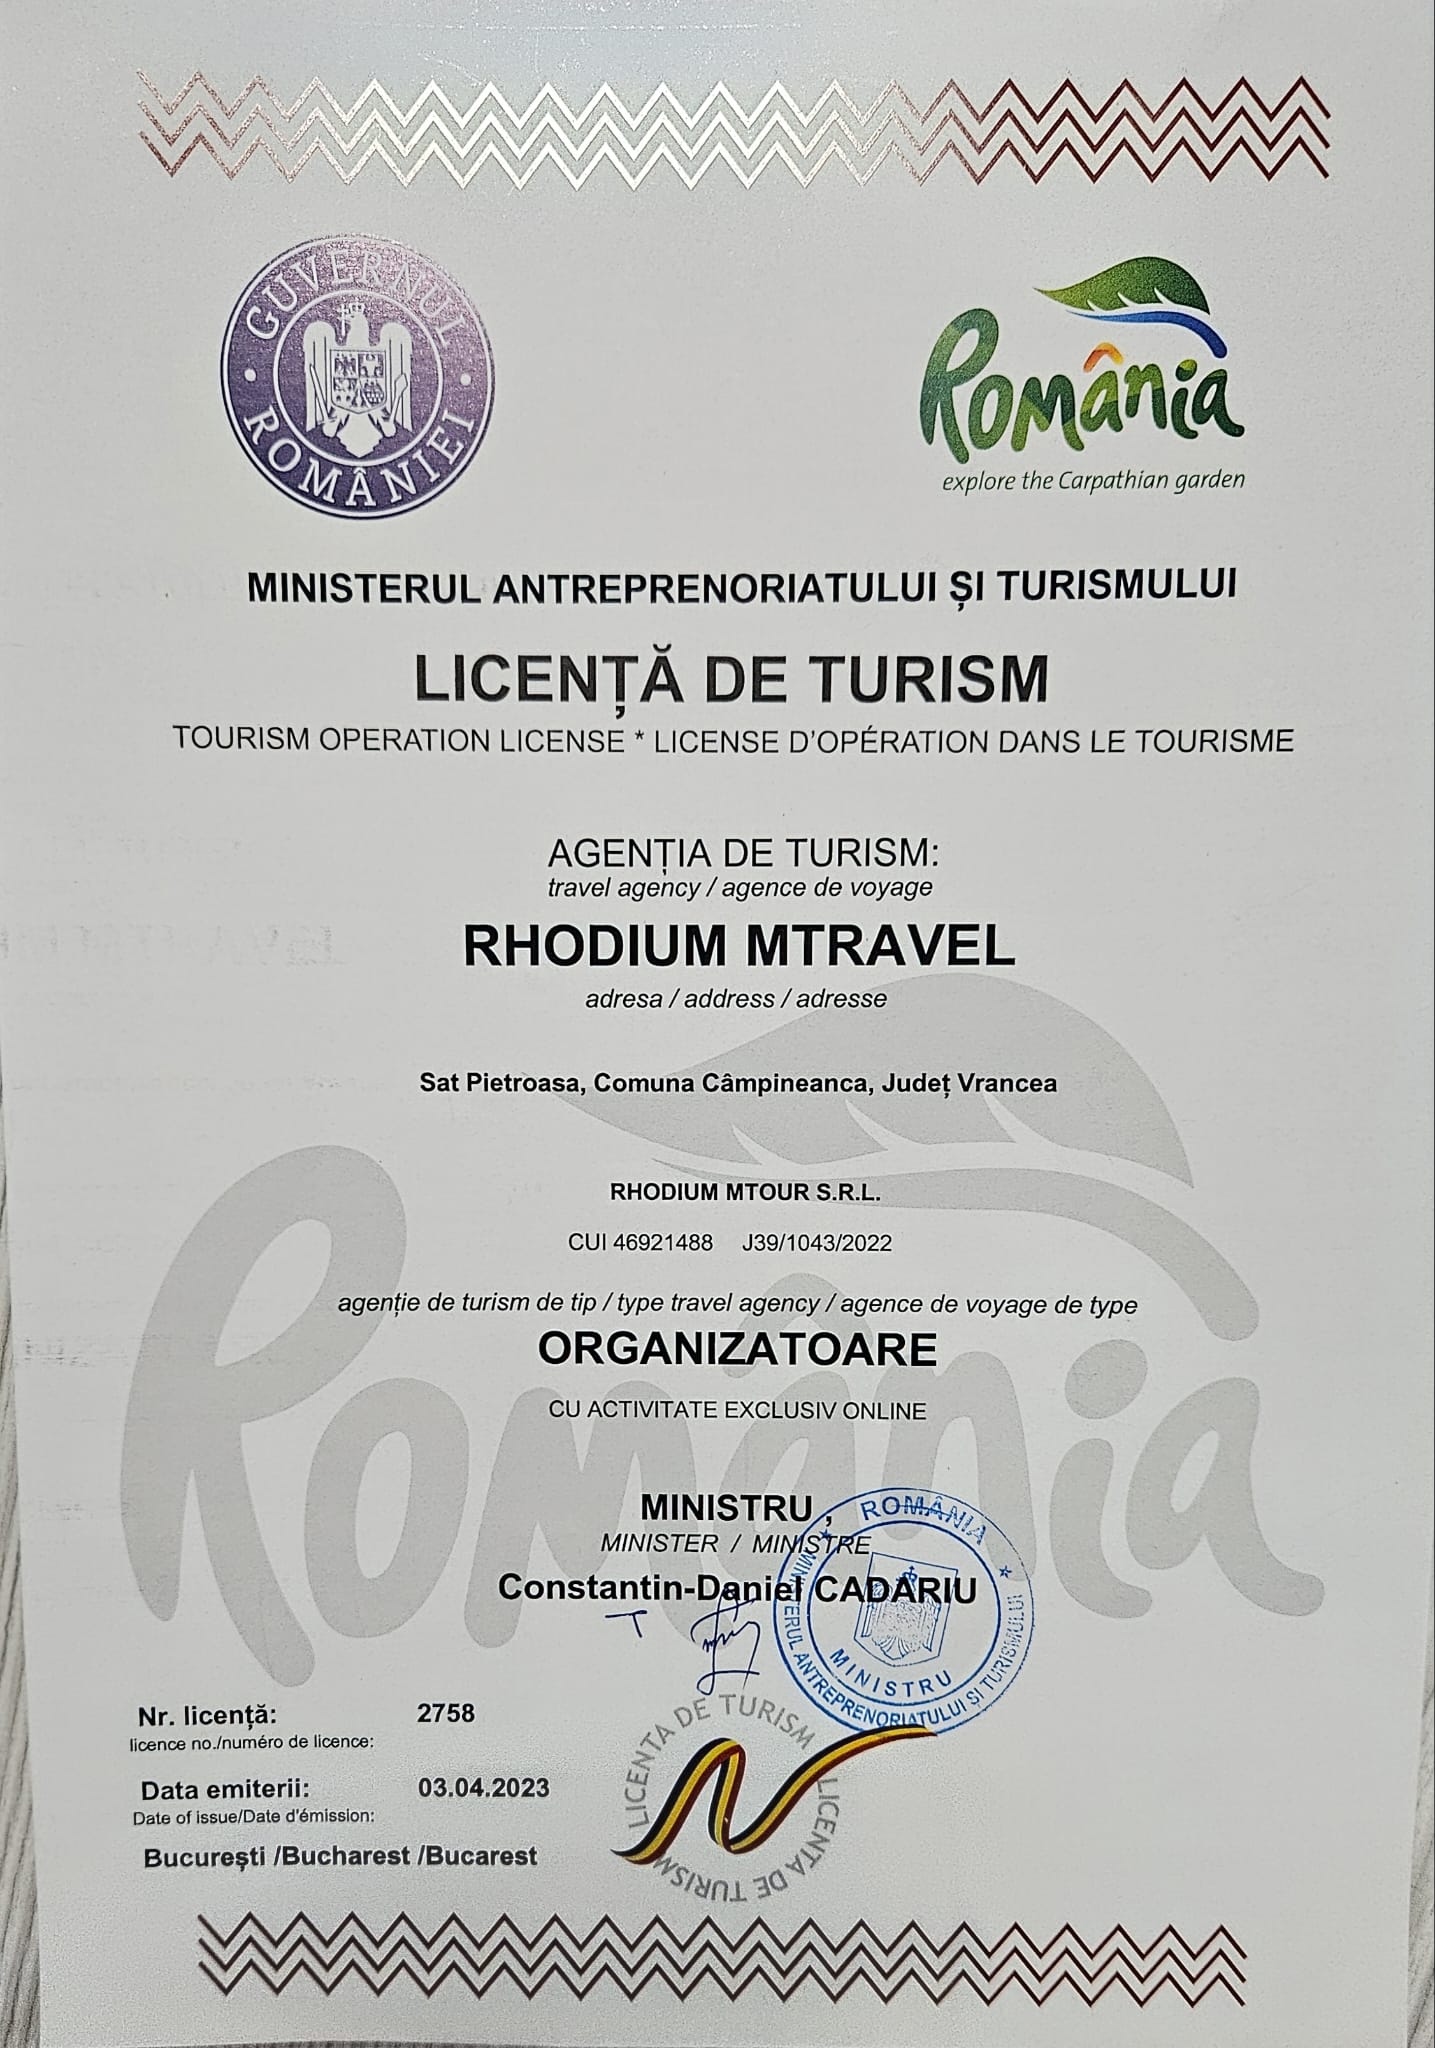 GUVERNUL ROMÂNIEI
România
explore the Carpathian garden
MINISTERUL ANTREPRENORIATULUI ȘI TURISMULUI
LICENȚĂ DE TURISM
TOURISM OPERATION LICENSE * LICENSE D'OPÉRATION DANS LE TOURISME
AGENȚIA DE TURISM:
travel agency / agence de voyage
RHODIUM MTRAVEL
adresa / address / adresse
Sat Pietroasa, Comuna Câmpineanca, Județ Vrancea
RHODIUM MTOUR S.R.L.
CUI 46921488 J39/1043/2022
agenție de turism de tip / type travel agency / agence de voyage de type
ORGANIZATOARE
CU ACTIVITATE EXCLUSIV ONLINE
România
MINISTRU ,
MINISTER / MINISTRE
Constantin-Daniel CADARIU
ROMÂNIA
MINISTERUL ANTREPRENORIATULUI ȘI TURISMULUI
MINISTRU
Nr. licență: 2758
licence no./numéro de licence:
Data emiterii: 03.04.2023
Date of issue/Date d'émission:
București /Bucharest /Bucarest
LICENTA DE TURISM
LICENTA DE TURISM